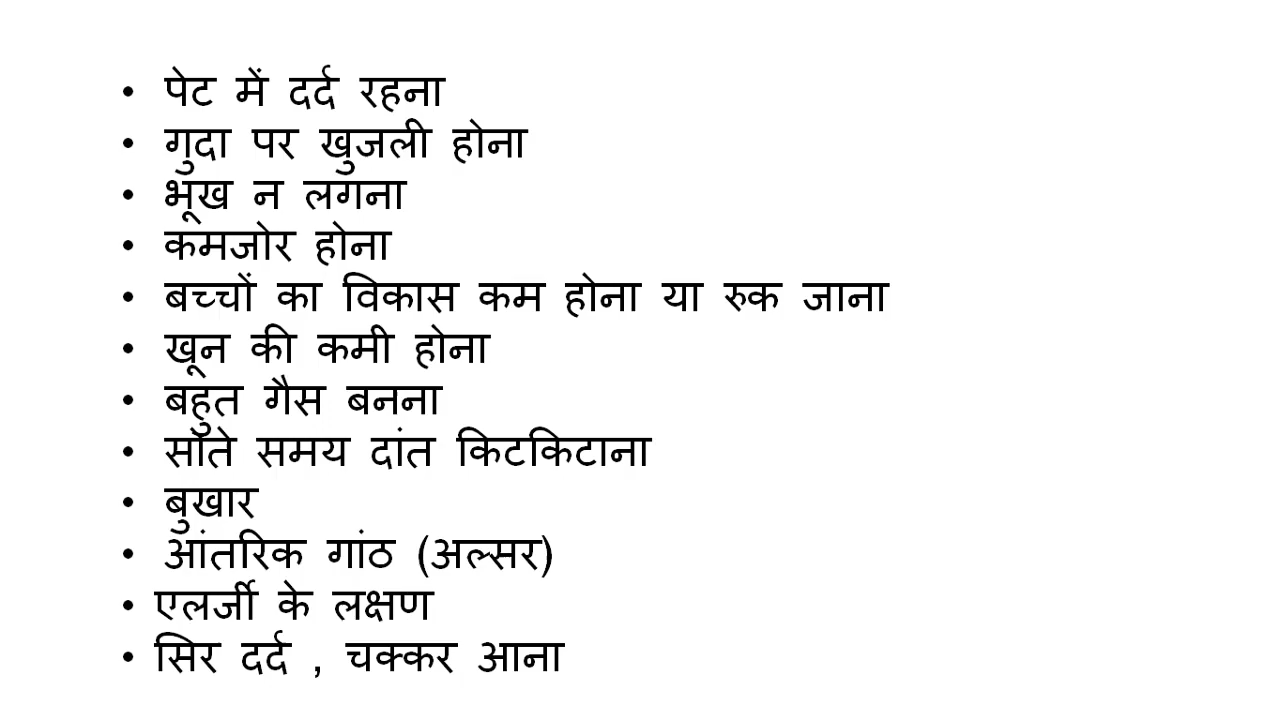 • पेट में दर्द रहना
• गुदा पर खुजली होना
• भूख न लगना
• कमजोर होना
• बच्चों का विकास कम होना या रुक जाना
• खून की कमी होना
• बहुत गैस बनना
• सोते समय दांत किटकिटाना
• बुखार
• आंतरिक गांठ (अल्सर)
• एलर्जी के लक्षण
• सिर दर्द , चक्कर आना